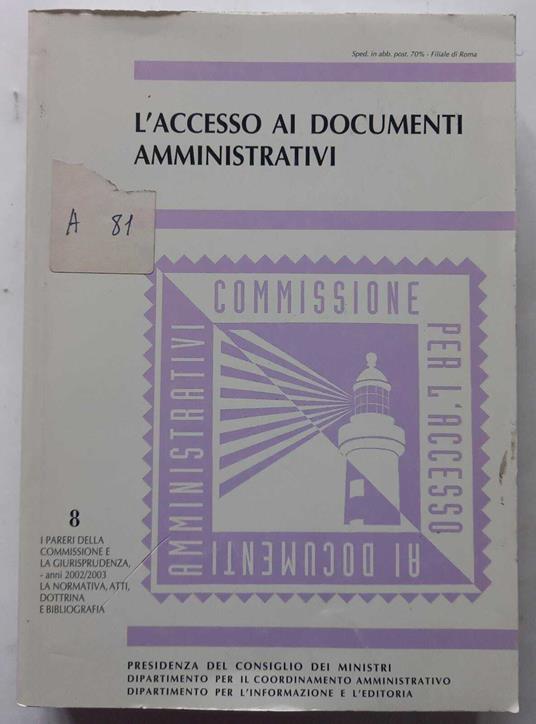 Sped. in abb. post. 70% - Filiale di Roma
L'ACCESSO AI DOCUMENTI
AMMINISTRATIVI
A 81
COMMISSIONE
PER L'ACCESSO
AI DOCUMENTI
AMMINISTRATIVI
8
I PARERI DELLA
COMMISSIONE E
LA GIURISPRUDENZA,
- anni 2002/2003
LA NORMATIVA, ATTI,
DOTTRINA
E BIBLIOGRAFIA
PRESIDENZA DEL CONSIGLIO DEI MINISTRI
DIPARTIMENTO PER IL COORDINAMENTO AMMINISTRATIVO
DIPARTIMENTO PER L'INFORMAZIONE E L'EDITORIA